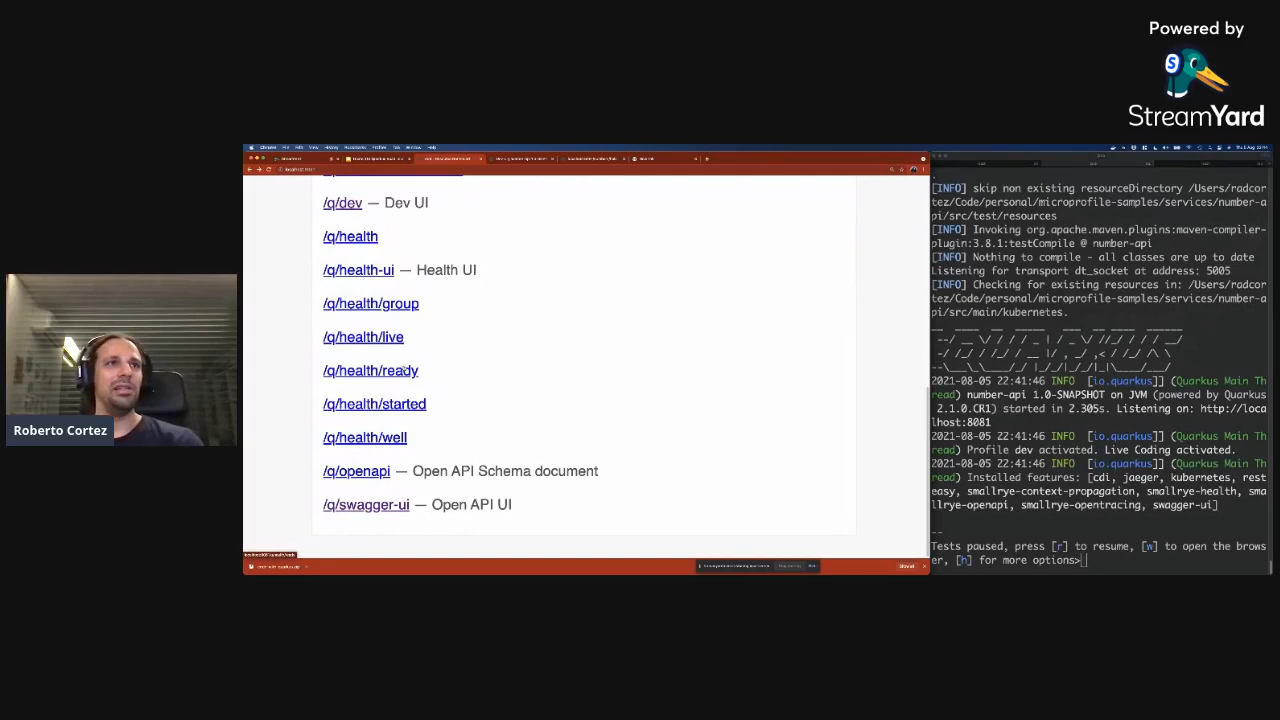 Powered by
StreamYard
/q/dev — Dev UI
/q/health
/q/health-ui — Health UI
/q/health/group
/q/health/live
/q/health/ready
/q/health/started
/q/health/well
/q/openapi — Open API Schema document
/q/swagger-ui — Open API UI
Roberto Cortez
[INFO] skip non existing resourceDirectory /Users/radcor
tez/Code/personal/microprofile-samples/services/number-a
pi/src/test/resources
[INFO] Invoking org.apache.maven.plugins:maven-compiler-
plugin:3.8.1:testCompile @ number-api
[INFO] Nothing to compile - all classes are up to date
Listening for transport dt_socket at address: 5005
[INFO] Checking for existing resources in: /Users/radcor
tez/Code/personal/microprofile-samples/services/number-a
pi/src/main/kubernetes.
2021-08-05 22:41:46 INFO [io.quarkus]] (Quarkus Main Th
read) number-api 1.0-SNAPSHOT on JVM (powered by Quarkus
2.1.0.CR1) started in 2.305s. Listening on: http://loca
lhost:8081
2021-08-05 22:41:46 INFO [io.quarkus]] (Quarkus Main Th
read) Profile dev activated. Live Coding activated.
2021-08-05 22:41:46 INFO [io.quarkus]] (Quarkus Main Th
read) Installed features: [cdi, jaeger, kubernetes, rest
easy, smallrye-context-propagation, smallrye-health, sma
llrye-openapi, smallrye-opentracing, swagger-ui]
--
Tests paused, press [r] to resume, [w] to open the brows
er, [h] for more options>